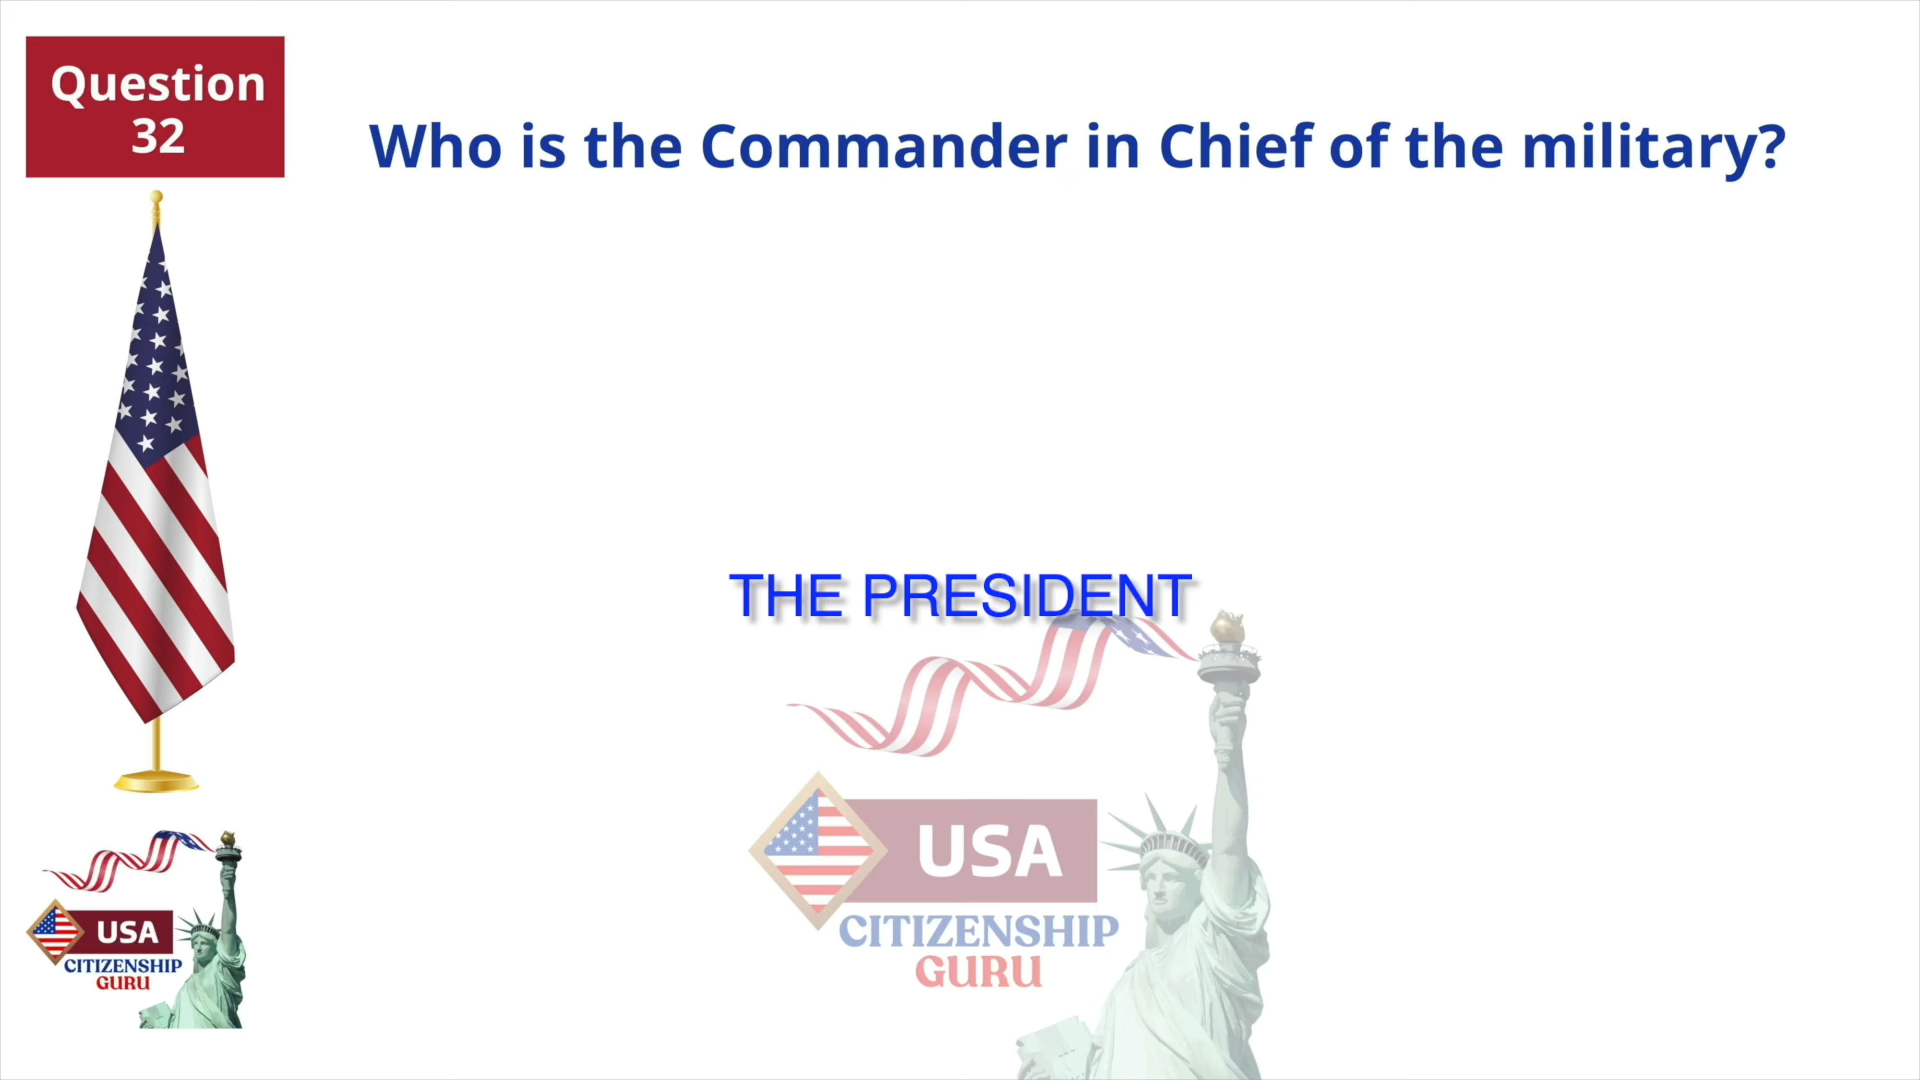 Question
32
Who is the Commander in Chief of the military?
THE PRESIDENT
USA
CITIZENSHIP
GURU
USA
CITIZENSHIP
GURU